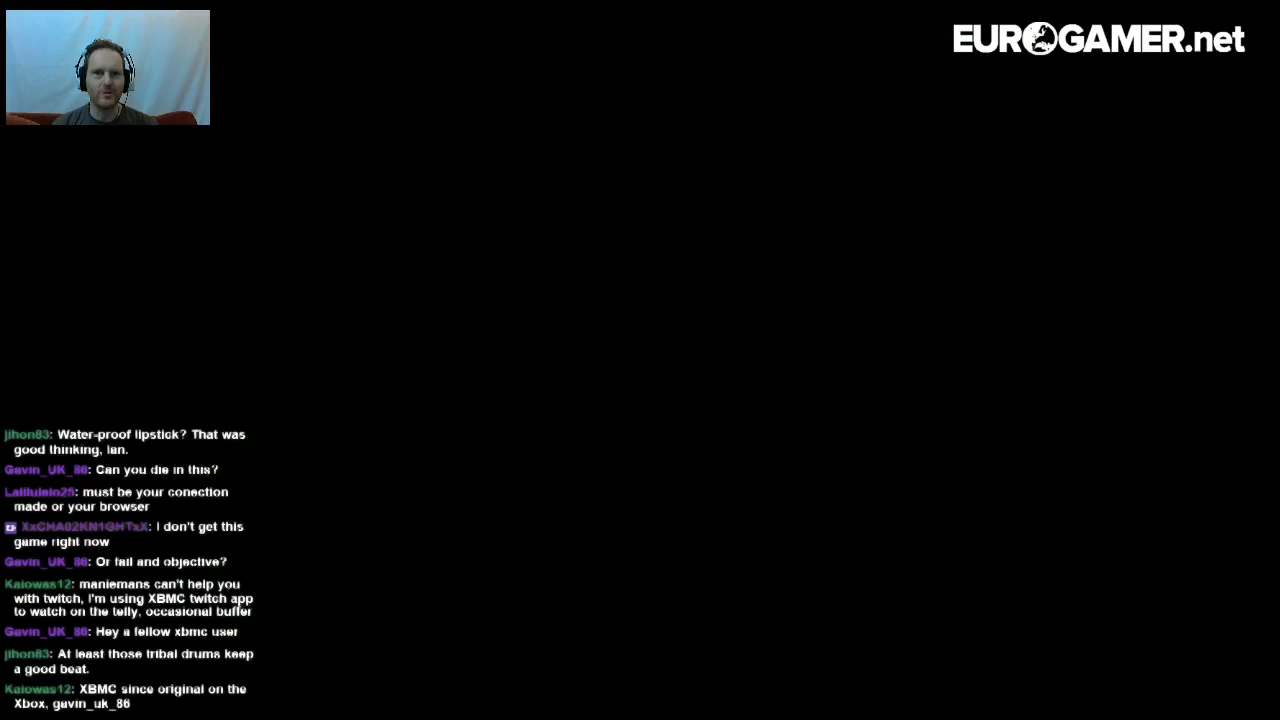 EUROGAMER.net
jihon83: Water-proof lipstick? That was
good thinking, Ian.
Gavin_UK_86: Can you die in this?
Laliluleio25: must be your conection
made or your browser
XxCHA02KN1GHTxX: I don't get this
game right now
Gavin_UK_86: Or fail and objective?
Kaiowas12: maniemans can't help you
with twitch, I'm using XBMC twitch app
to watch on the telly, occasional buffer
Gavin_UK_86: Hey a fellow xbmc user
jihon83: At least those tribal drums keep
a good beat.
Kaiowas12: XBMC since original on the
Xbox, gavin_uk_86